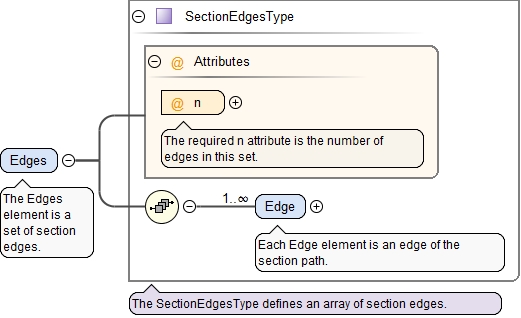 SectionEdgesType
@ Attributes
@ n
The required n attribute is the number of
edges in this set.
Edges
The Edges
element is a
set of section
edges.
1..∞
Edge
Each Edge element is an edge of the
section path.
The SectionEdgesType defines an array of section edges.